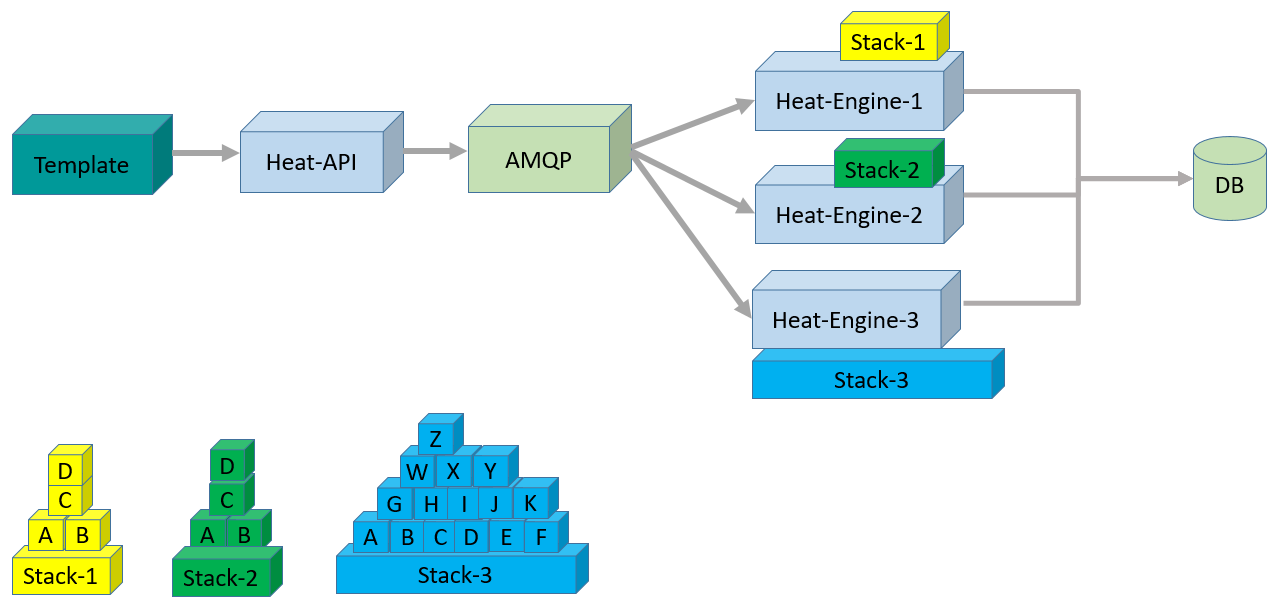 Stack-1
Template
Heat-API
AMQP
Heat-Engine-1
Stack-2
Heat-Engine-2
DB
Heat-Engine-3
Stack-3
D
C
A B
Stack-1
D
C
A B
Stack-2
Z
W X Y
G H I J K
A B C D E F
Stack-3